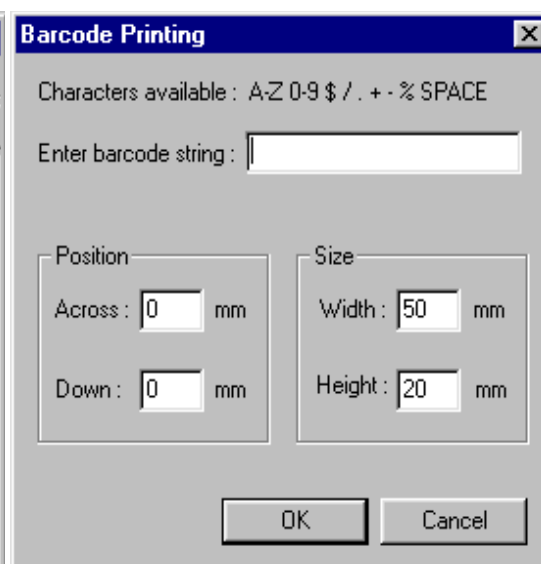 Barcode Printing
Characters available : A-Z 0-9 $ / . + - % SPACE
Enter barcode string :
Position
Across : 0 mm
Down : 0 mm
Size
Width : 50 mm
Height : 20 mm
OK Cancel